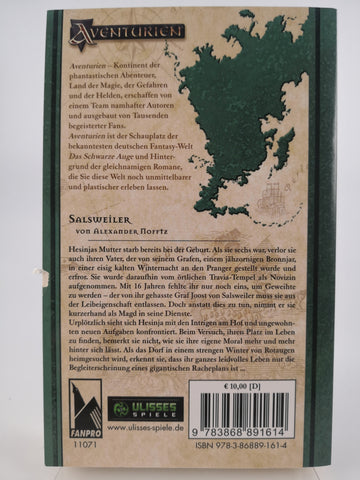 AVENTURIEN
Aventurien – Kontinent der
phantastischen Abenteuer,
Land der Magie, der Gefahren
und der Helden, erschaffen von
einem Team namhafter Autoren
und ausgebaut von Tausenden
begeisterter Fans.
Aventurien ist der Schauplatz der
bekanntesten deutschen Fantasy-Welt
Das Schwarze Auge und Hinter-
grund der gleichnamigen Romane,
die Sie diese Welt noch unmittelbarer
und plastischer erleben lassen.
SALSWEILER
VON ALEXANDER NOFFTZ
Hesinjas Mutter starb bereits bei der Geburt. Als sie sechs war, verlor sie
auch ihren Vater, der von seinem Grafen, einem jähzornigen Bronnjar,
in einer eisig kalten Winternacht an den Pranger gestellt wurde und
erfror. Sie wurde daraufhin vom örtlichen Travia-Tempel als Novizin
aufgenommen. Mit 16 Jahren fehlte ihr nur noch eins, um Geweihte
zu werden – der von ihr gehasste Graf Joost von Salsweiler muss sie aus
der Leibeigenschaft entlassen. Doch anstatt dies zu tun, nimmt er sie
kurzerhand als Magd in seine Dienste.
Urplötzlich sieht sich Hesinja mit den Intrigen am Hof und ungewohn-
ten neuen Aufgaben konfrontiert. Beim Versuch, ihren Platz im Leben
zu finden, bemerkt sie nicht, wie sie ihre eigene Moral mehr und mehr
hinter sich lässt. Als das Dorf in einem strengen Winter von Rotaugen
heimgesucht wird, erkennt sie, dass ihr ganzes leidvolles Leben nur die
Begleiterscheinung eines gigantischen Racheplans ist ...
€ 10,00 [D]
FANPRO
11071
ULISSES
SPIELE
www.ulisses-spiele.de
9 783868 891614
ISBN 978-3-86889-161-4